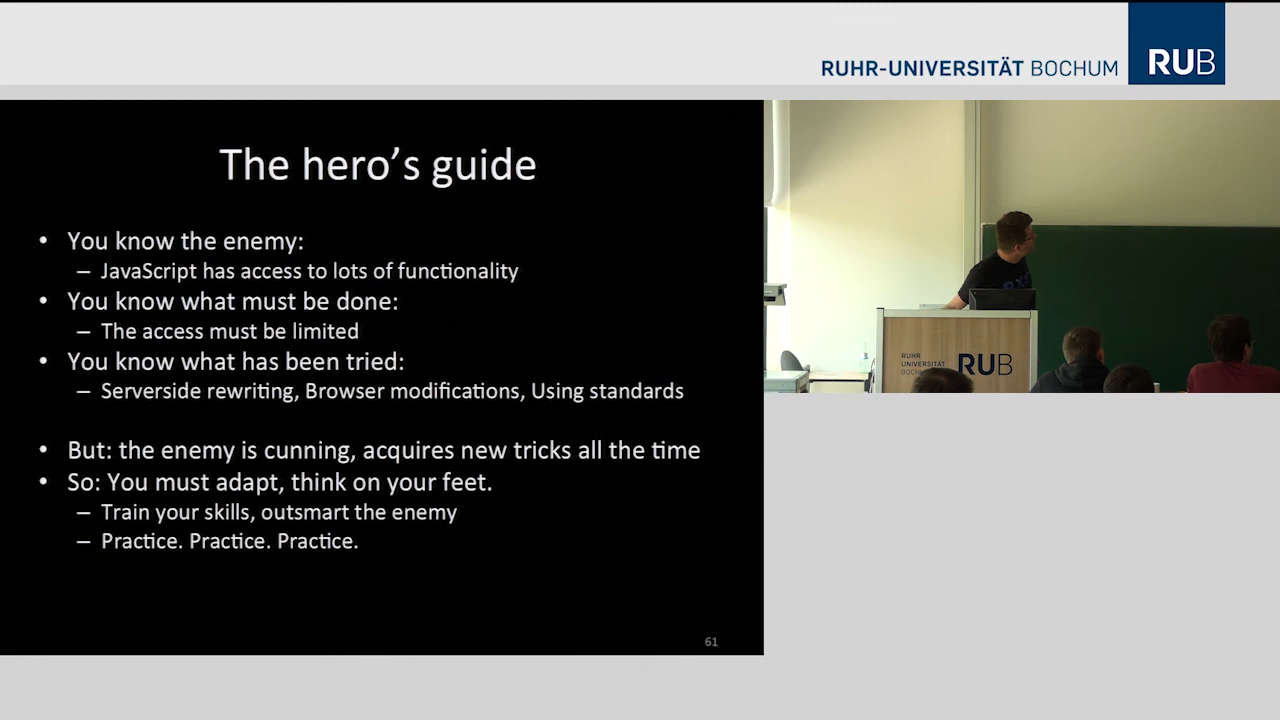 RUHR-UNIVERSITÄT BOCHUM
RUB
The hero's guide
• You know the enemy:
– JavaScript has access to lots of functionality
• You know what must be done:
– The access must be limited
• You know what has been tried:
– Serverside rewriting, Browser modifications, Using standards
• But: the enemy is cunning, acquires new tricks all the time
• So: You must adapt, think on your feet.
– Train your skills, outsmart the enemy
– Practice. Practice. Practice.
61
RUHR
UNIVERSITÄT
RUB